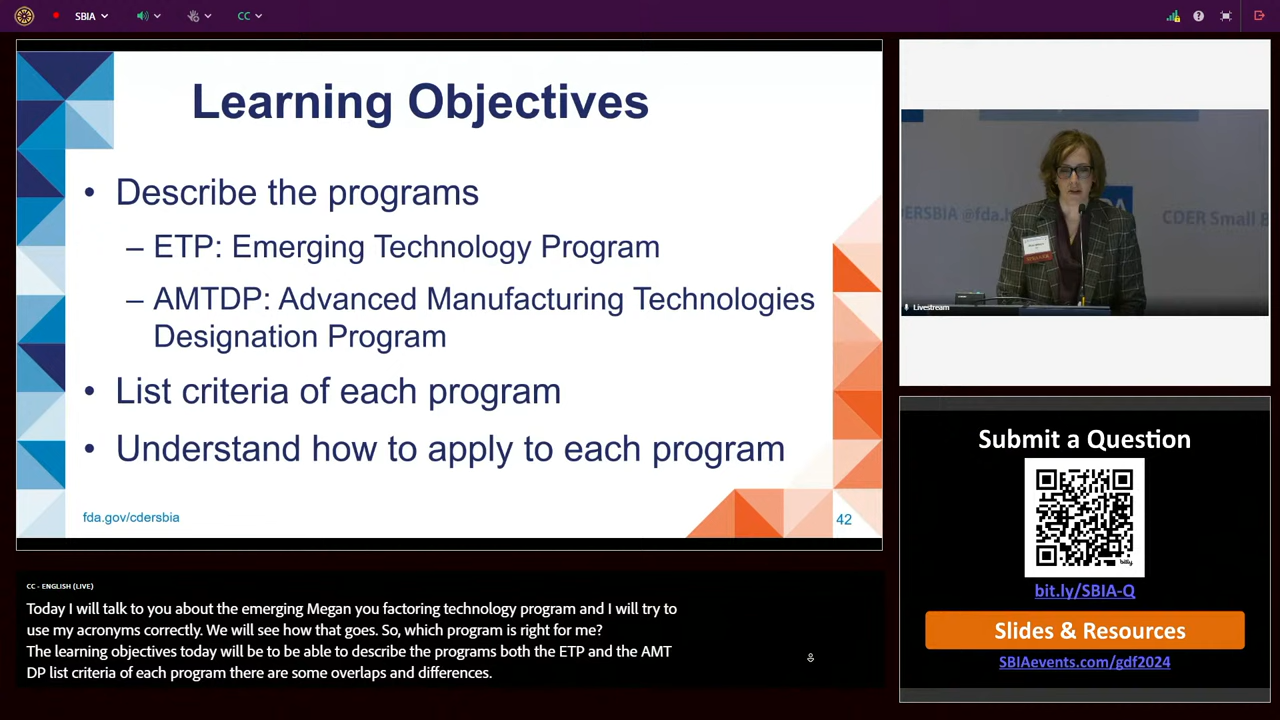 SBIA
CC
Learning Objectives
• Describe the programs
– ETP: Emerging Technology Program
– AMTDP: Advanced Manufacturing Technologies
Designation Program
• List criteria of each program
• Understand how to apply to each program
fda.gov/cdersbia
42
CC - ENGLISH (LIVE)
Today I will talk to you about the emerging Megan you factoring technology program and I will try to
use my acronyms correctly. We will see how that goes. So, which program is right for me?
The learning objectives today will be to be able to describe the programs both the ETP and the AMT
DP list criteria of each program there are some overlaps and differences.
CDER Small B
Livestream
Submit a Question
bitly
bit.ly/SBIA-Q
Slides & Resources
SBIAevents.com/gdf2024